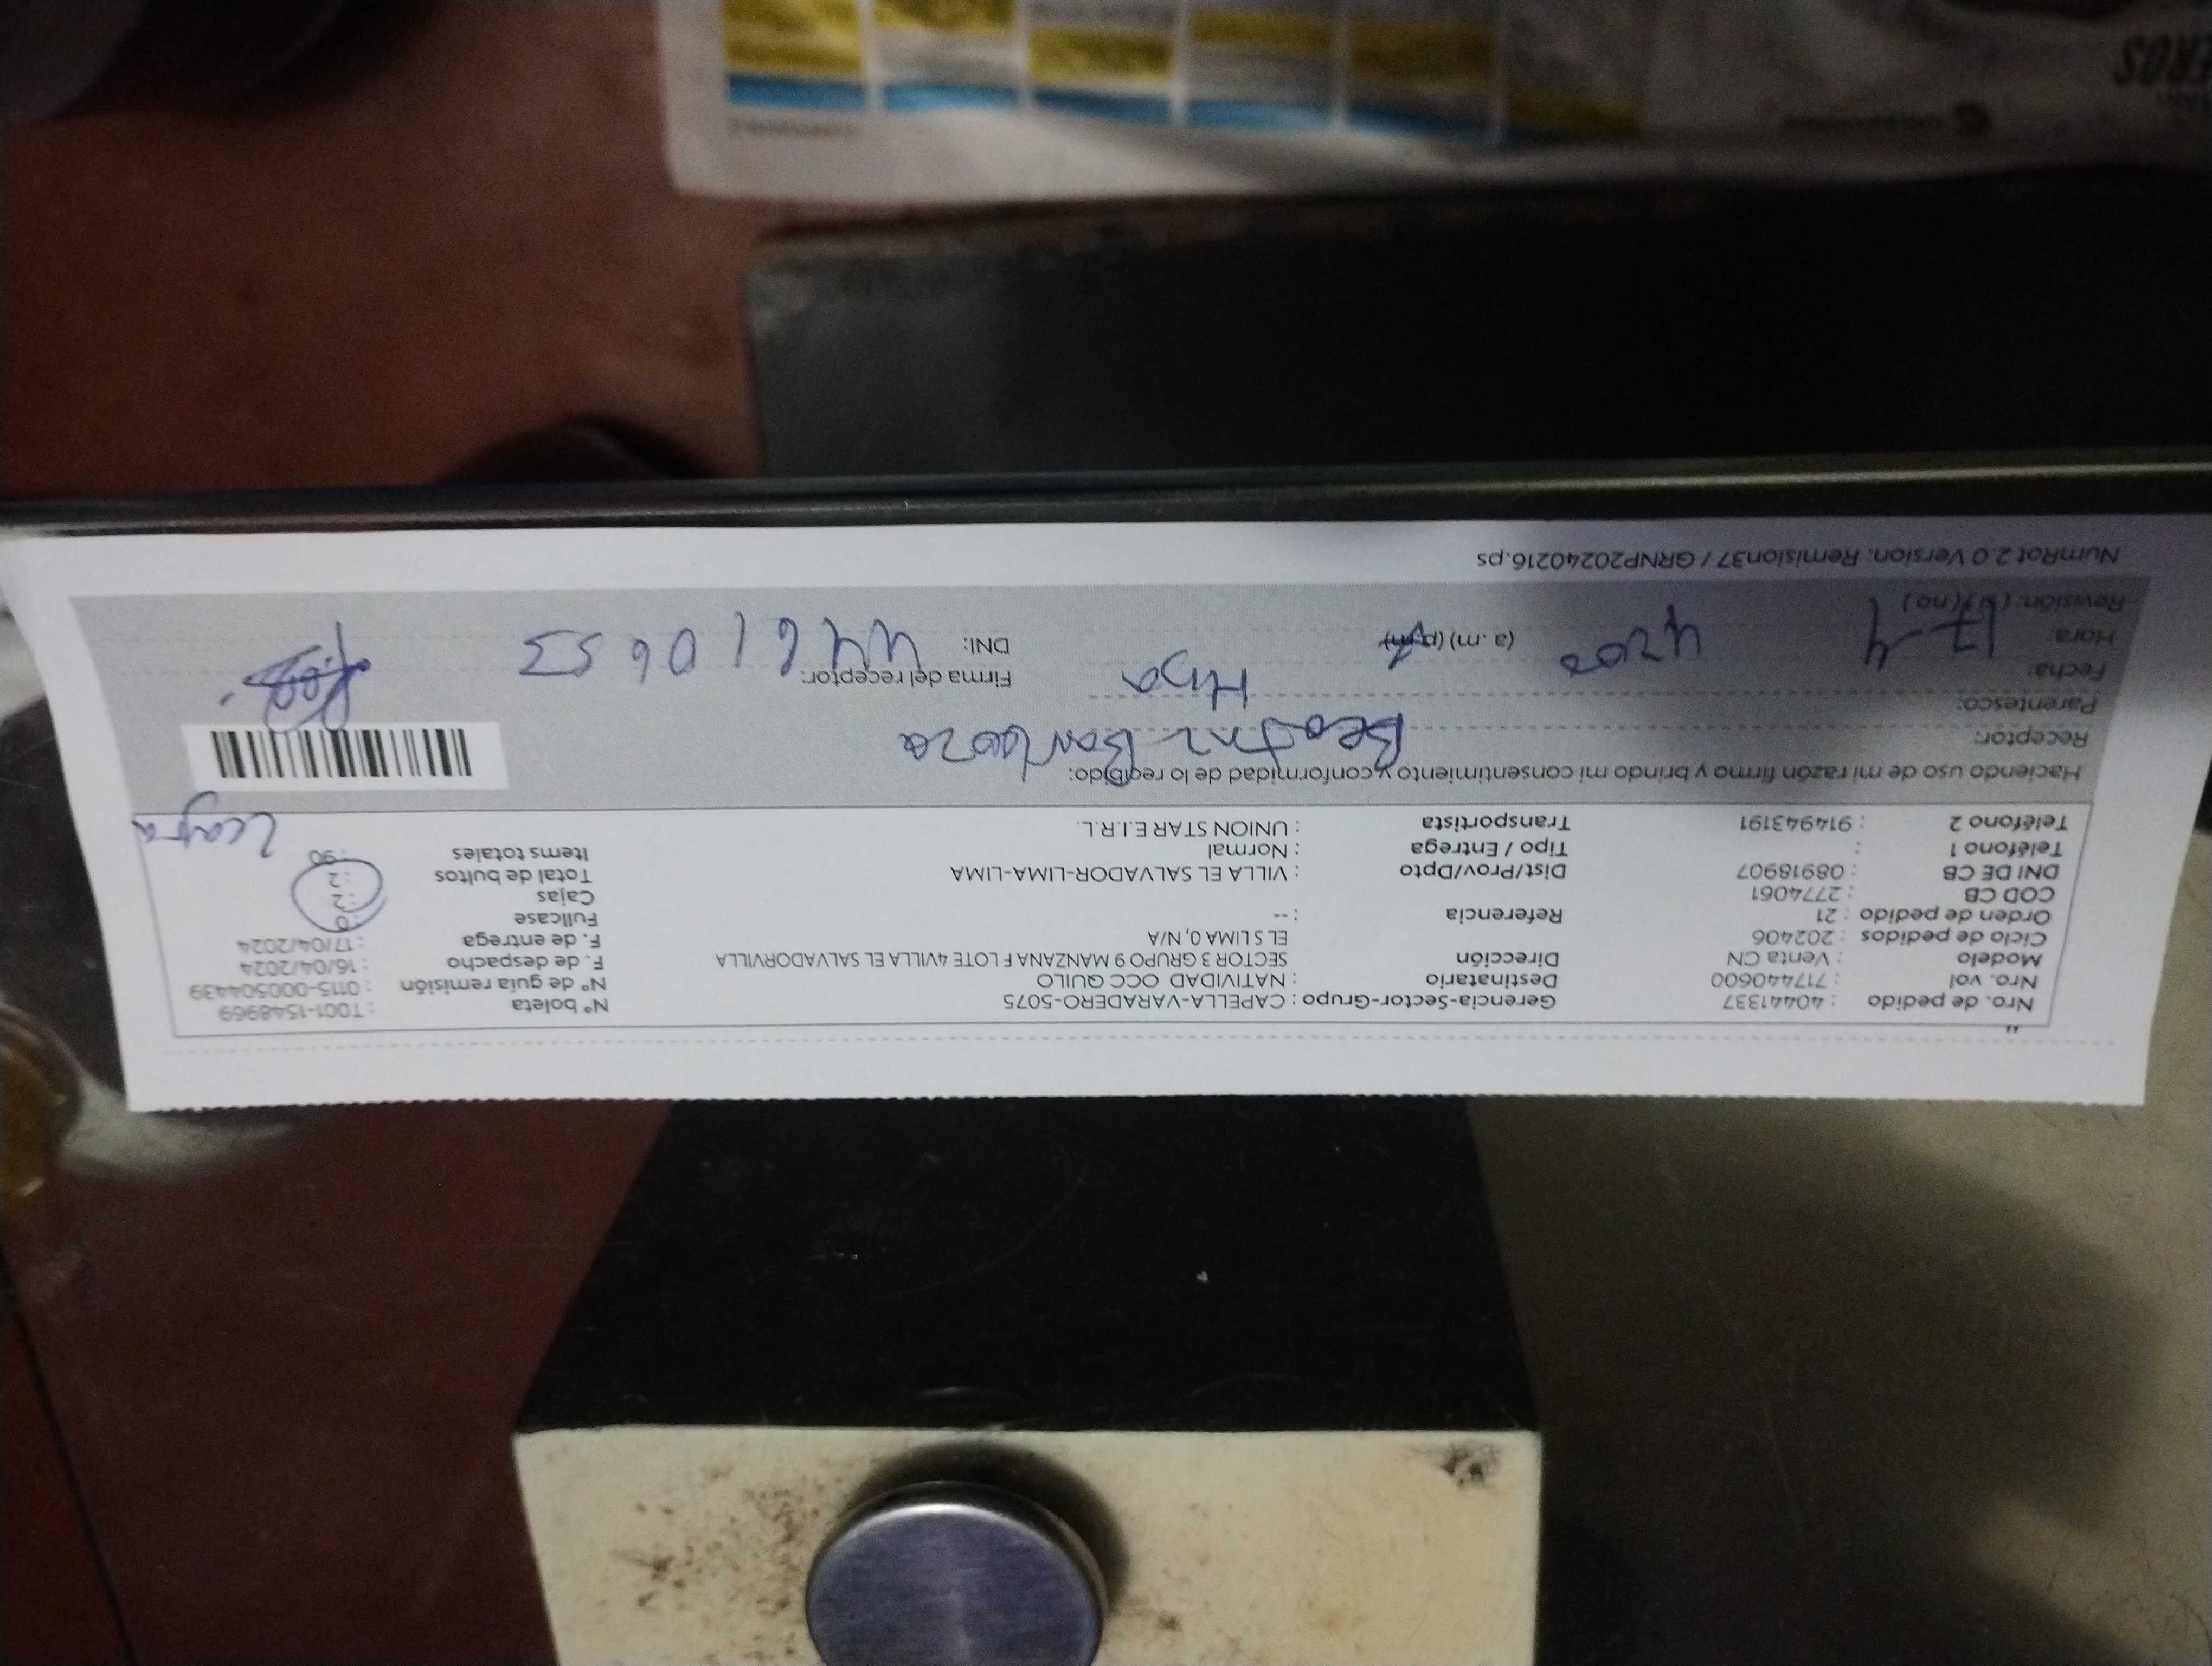 Nro. de pedido : 40441337 Gerencia-Sector-Grupo : CAPELLA-VARADERO-5075 Nº boleta : T001-1548969
Nro. vol : 717440600 Destinatario : NATIVIDAD OCC QUILO Nº de guía remisión : 0115-000504439
Modelo : Venta CN Dirección SECTOR 3 GRUPO 9 MANZANA F LOTE 4VILLA EL SALVADORVILLA F. de despacho : 16/04/2024
Ciclo de pedidos : 202406 EL S LIMA 0, N/A F. de entrega : 17/04/2024
Orden de pedido : 21 Referencia : -- Fullcase : 0
COD CB : 2774061 Cajas : 2
DNI DE CB : 08918907 Dist/Prov/Dpto : VILLA EL SALVADOR-LIMA-LIMA Total de bultos : 2
Teléfono 1 : Tipo / Entrega : Normal Items totales : 90
Teléfono 2 : 914943191 Transportista : UNION STAR E.I.R.L.
Haciendo uso de mi razón firmo y brindo mi consentimiento y conformidad de lo recibido:
Receptor: Beatriz
Parentesco: Hija
Fecha: 17-4 Firma del receptor:
Hora: (a.m) (p.m) DNI: 44610653
Revisión: (si) (no)
NumRot 2.0 Version: Remision37 / GRNP20240216.ps